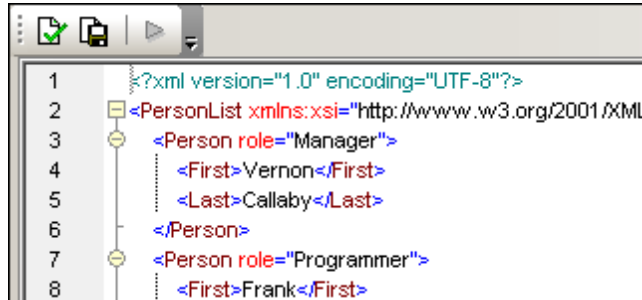 1 <?xml version="1.0" encoding="UTF-8"?>
2 <PersonList xmlns:xsi="http://www.w3.org/2001/XML
3 <Person role="Manager">
4 <First>Vernon</First>
5 <Last>Callaby</Last>
6 </Person>
7 <Person role="Programmer">
8 <First>Frank</First>